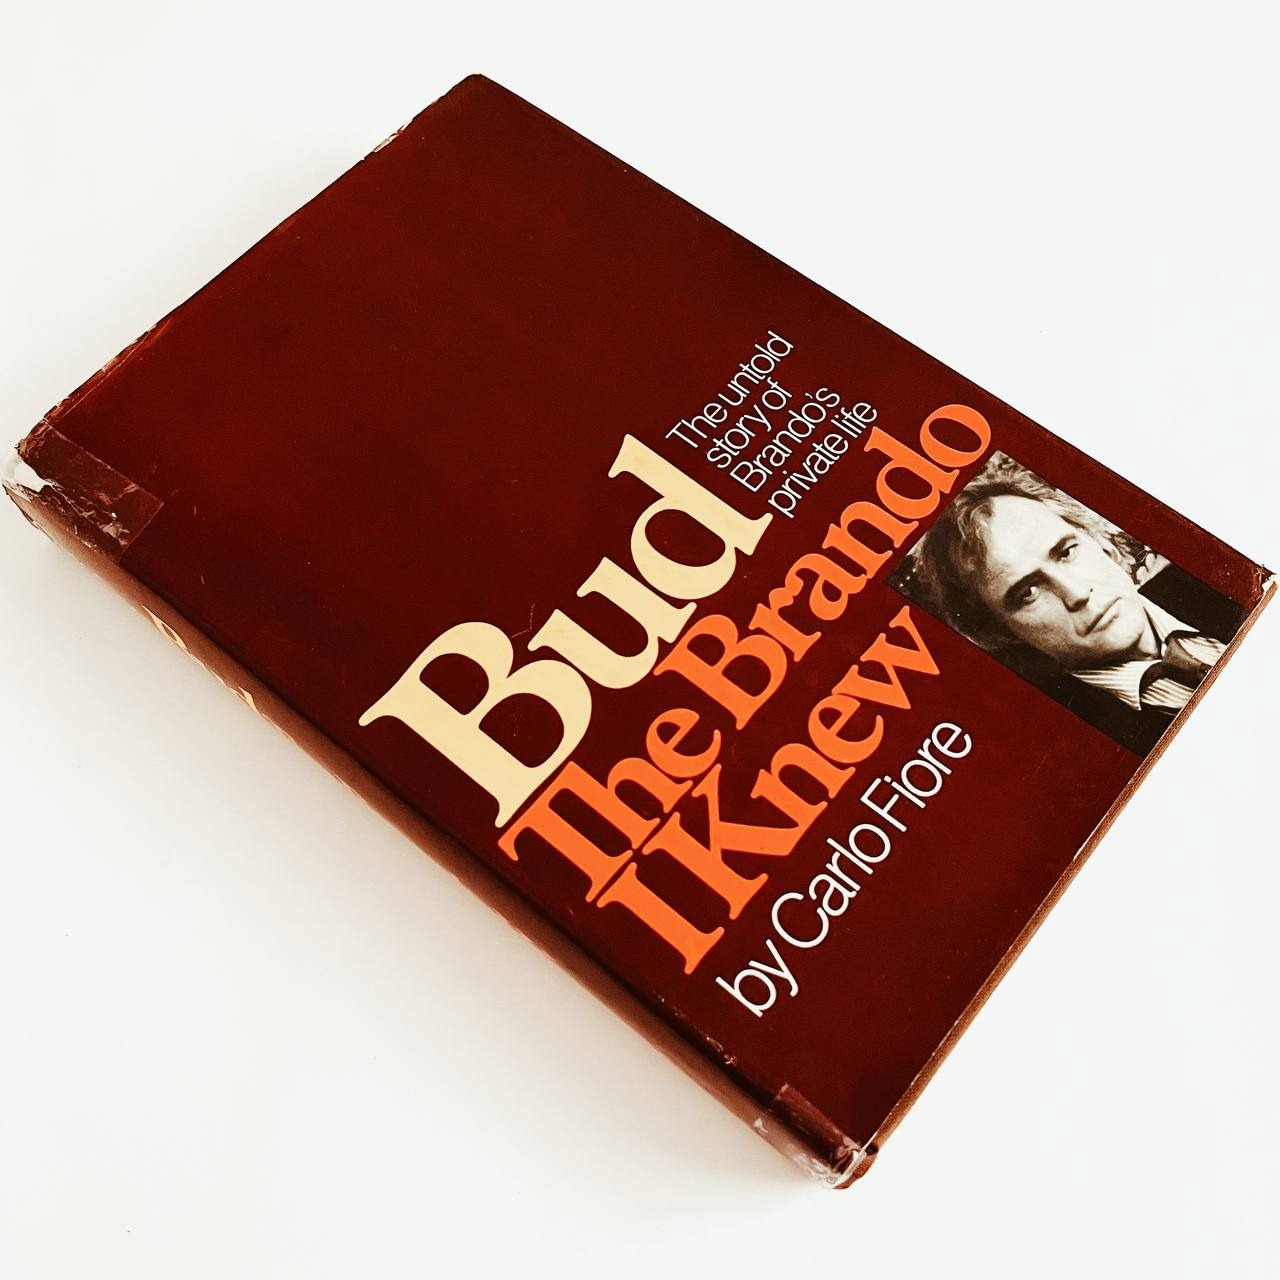 Bud
The untold
story of
Brando's
private life
The Brando
I Knew
by Carlo Fiore